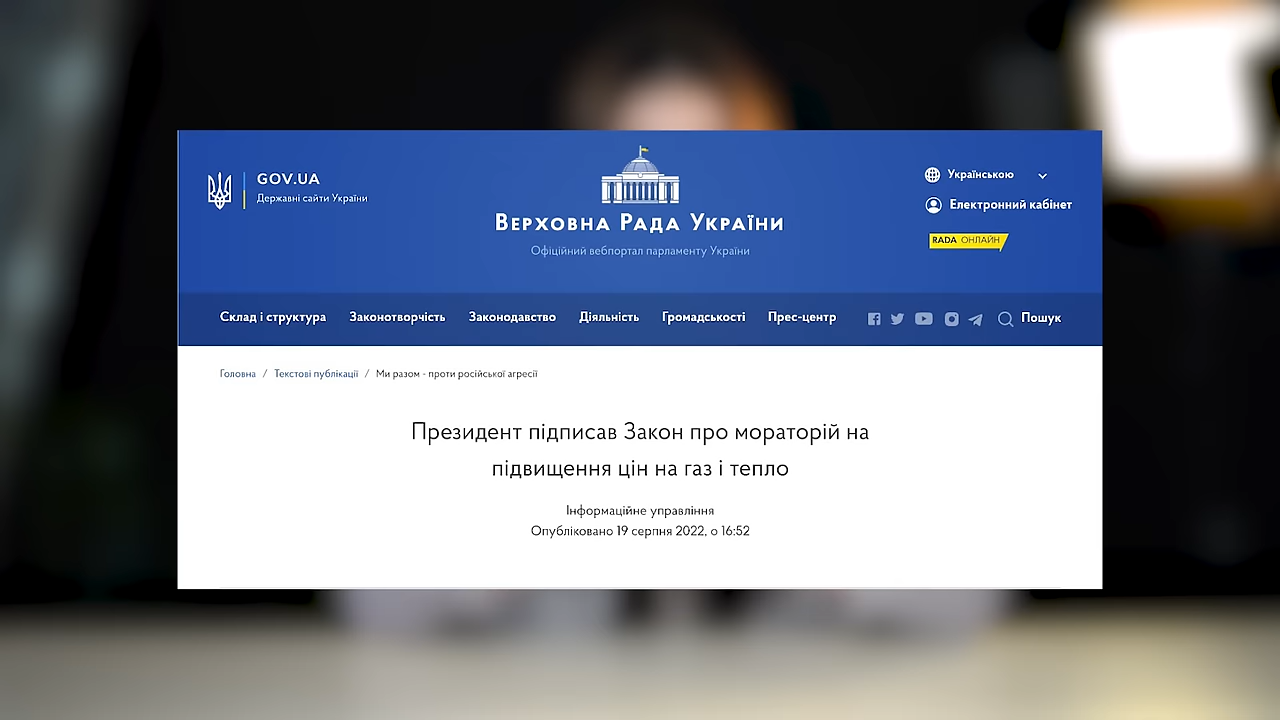 GOV.UA
Державні сайти України
Верховна Рада України
Офіційний вебпортал парламенту України
Українською
Електронний кабінет
RADA ОНЛАЙН
Склад і структура Законотворчість Законодавство Діяльність Громадськості Прес-центр Пошук
Головна / Текстові публікації / Ми разом - проти російської агресії
Президент підписав Закон про мораторій на
підвищення цін на газ і тепло
Інформаційне управління
Опубліковано 19 серпня 2022, о 16:52